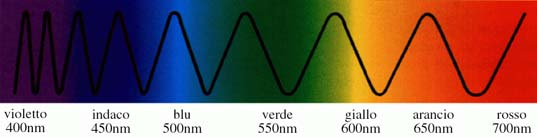 violetto indaco blu verde giallo arancio rosso
400nm 450nm 500nm 550nm 600nm 650nm 700nm